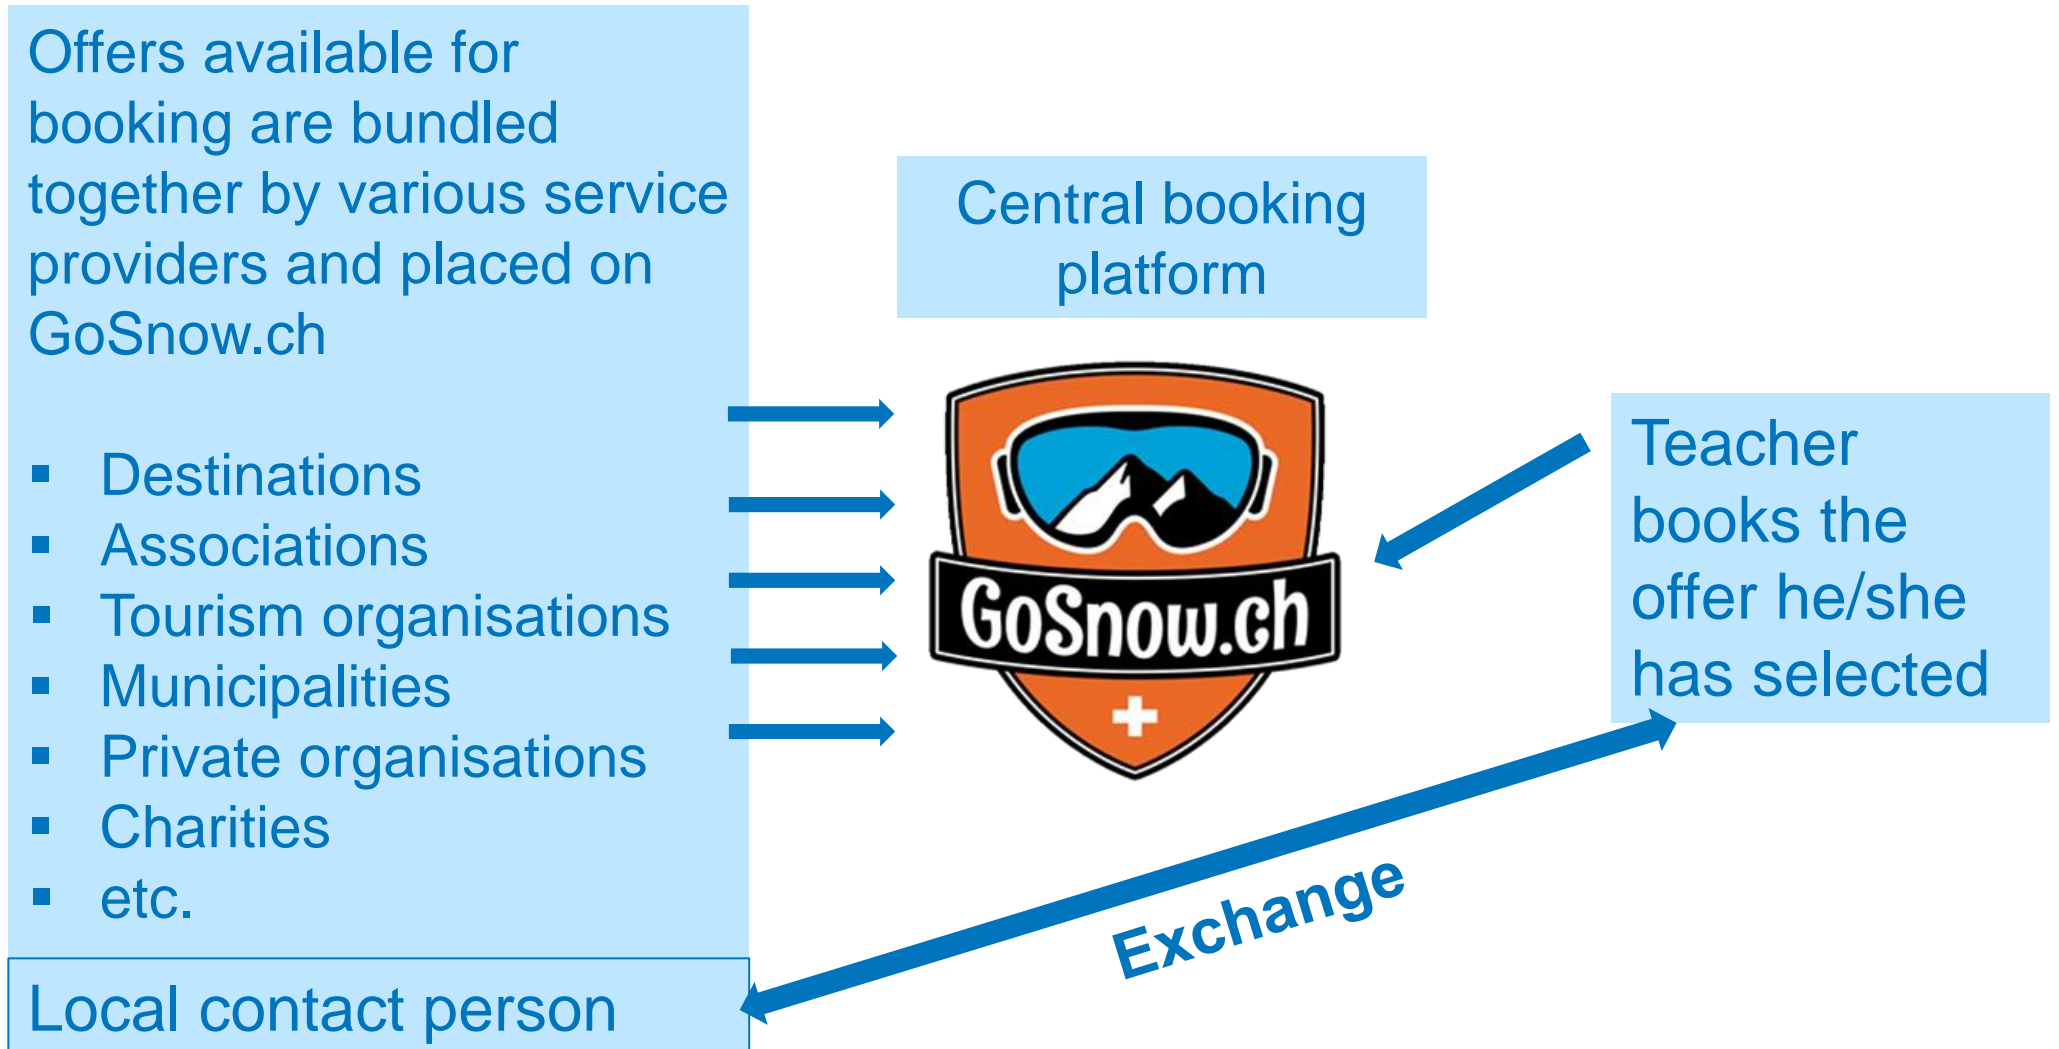 Offers available for
booking are bundled
together by various service
providers and placed on
GoSnow.ch
▪ Destinations
▪ Associations
▪ Tourism organisations
▪ Municipalities
▪ Private organisations
▪ Charities
▪ etc.
Local contact person
Central booking
platform
GoSnow.ch
Teacher
books the
offer he/she
has selected
Exchange